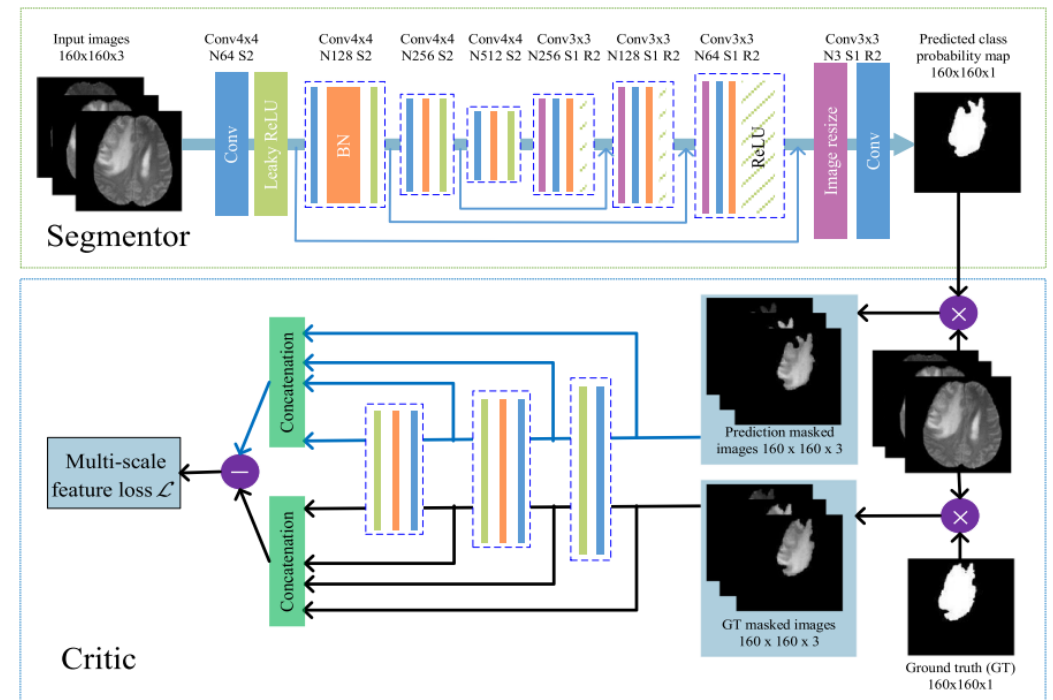 Input images
160x160x3
Conv4x4
N64 S2
Conv4x4
N128 S2
Conv4x4
N256 S2
Conv4x4
N512 S2
Conv3x3
N256 S1 R2
Conv3x3
N128 S1 R2
Conv3x3
N64 S1 R2
Conv3x3
N3 S1 R2
Predicted class
probability map
160x160x1
Conv
Leaky ReLU
BN
ReLU
Image resize
Conv
Segmentor
×
Concatenation
Prediction masked
images 160 x 160 x 3
Multi-scale
feature loss ℒ
−
Concatenation
×
GT masked images
160 x 160 x 3
Ground truth (GT)
160x160x1
Critic